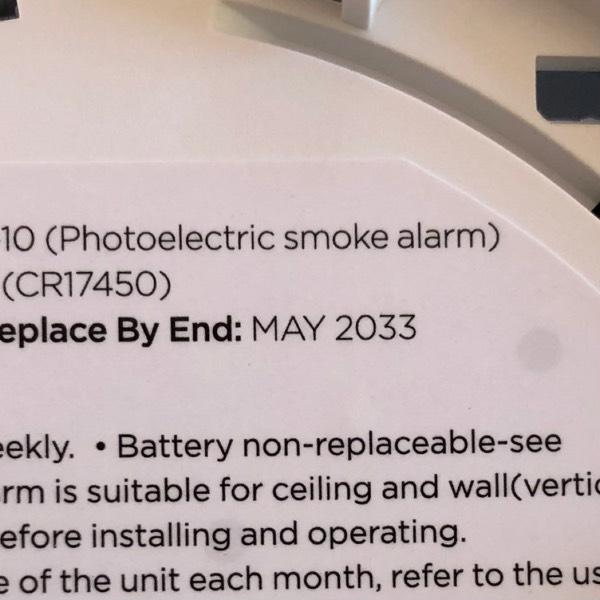 -10 (Photoelectric smoke alarm)
(CR17450)
eplace By End: MAY 2033
eekly. • Battery non-replaceable-see
rm is suitable for ceiling and wall(vertic
efore installing and operating.
e of the unit each month, refer to the us